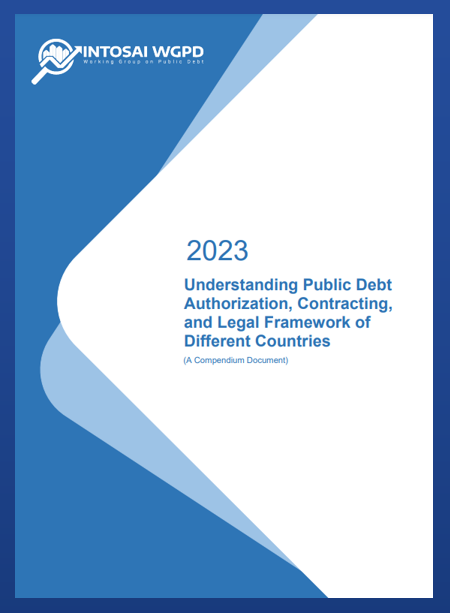 INTOSAI WGPD
Working Group on Public Debt
2023
Understanding Public Debt
Authorization, Contracting,
and Legal Framework of
Different Countries
(A Compendium Document)